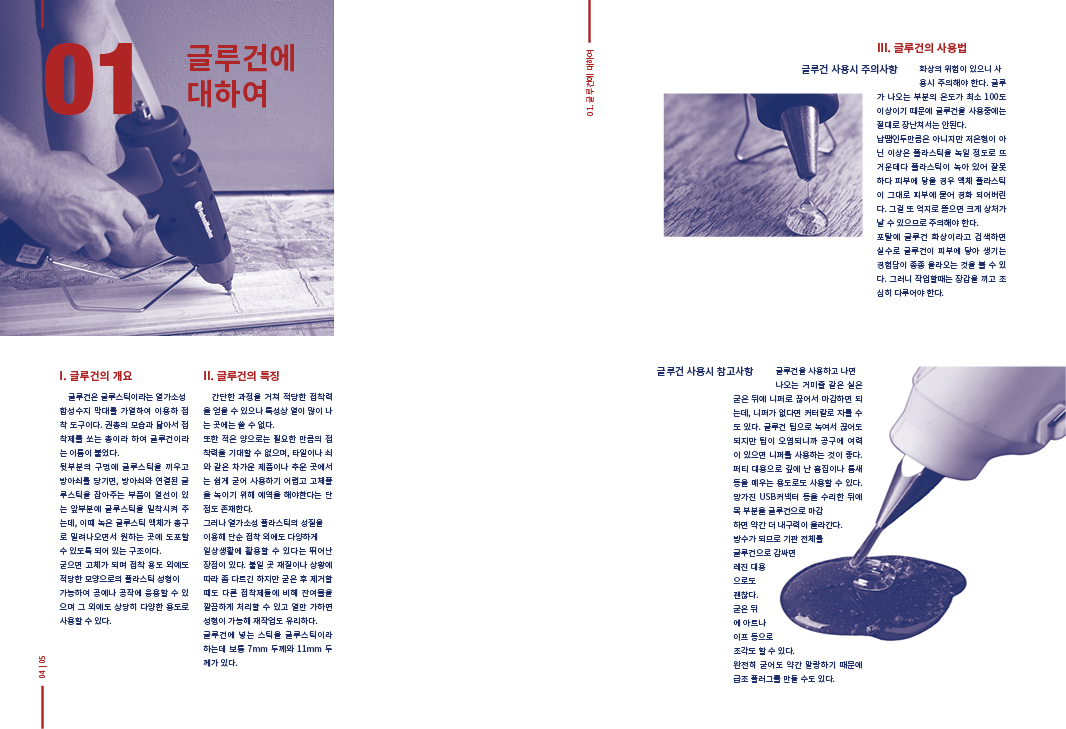 01
글루건에
대하여
I. 글루건의 개요
글루건은 글루스틱이라는 열가소성
합성수지 막대를 가열하여 이용하 접
착 도구이다. 권총의 모습과 닮아서 접
착제를 쏘는 총이라 하여 글루건이라
는 이름이 붙었다.
뒷부분의 구멍에 글루스틱을 끼우고
방아쇠를 당기면, 방아쇠와 연결된 글
루스틱을 잡아주는 부품이 열선이 있
는 앞부분에 글루스틱을 밀착시켜 주
는데, 이때 녹은 글루스틱 액체가 총구
로 밀려나오면서 원하는 곳에 도포할
수 있도록 되어 있는 구조이다.
굳으면 고체가 되며 접착 용도 외에도
적당한 모양으로의 플라스틱 성형이
가능하여 공예나 공작에 응용할 수 있
으며 그 외에도 상당히 다양한 용도로
사용할 수 있다.
II. 글루건의 특징
간단한 과정을 거쳐 적당한 접착력
을 얻을 수 있으나 특성상 열이 많이 나
는 곳에는 쓸 수 없다.
또한 적은 양으로는 필요한 만큼의 접
착력을 기대할 수 없으며, 타일이나 쇠
와 같은 차가운 제품이나 추운 곳에서
는 쉽게 굳어 사용하기 어렵고 고체풀
을 녹이기 위해 예역을 해야한다는 단
점도 존재한다.
그러나 열가소성 플라스틱의 성질을
이용해 단순 접착 외에도 다양하게
일상생활에 활용할 수 있다는 뛰어난
장점이 있다. 붙일 곳 재질이나 상황에
따라 좀 다르긴 하지만 굳은 후 제거할
때도 다른 접착제들에 비해 잔여물을
깔끔하게 처리할 수 있고 열만 가하면
성형이 가능해 재작업도 유리하다.
글루건에 넣는 스틱을 글루스틱이라
하는데 보통 7mm 두께와 11mm 두
께가 있다.
04 | 05
01.글루건에 대하여
III. 글루건의 사용법
글루건 사용시 주의사항
화상의 위험이 있으니 사
용시 주의해야 한다. 글루
가 나오는 부분의 온도가 최소 100도
이상이기 때문에 글루건을 사용중에는
절대로 장난쳐서는 안된다.
납땜인두만큼은 아니지만 저온형이 아
닌 이상은 플라스틱을 녹일 정도로 뜨
거운데다 플라스틱이 녹아 있어 잘못
하다 피부에 닿을 경우 액체 플라스틱
이 그대로 피부에 묻어 경화 되어버린
다. 그걸 또 억지로 뜯으면 크게 상처가
날 수 있으므로 주의해야 한다.
포탈에 글루건 화상이라고 검색하면
실수로 글루건이 피부에 닿아 생기는
경험담이 종종 올라오는 것을 볼 수 있
다. 그러니 작업할때는 장갑을 끼고 조
심히 다루어야 한다.
글루건 사용시 참고사항
글루건을 사용하고 나면
나오는 거미줄 같은 실은
굳은 뒤에 니퍼로 끊어서 마감하면 되
는데, 니퍼가 없다면 커터칼로 자를 수
도 있다. 글루건 팁으로 녹여서 끊어도
되지만 팁이 오염되니까 공구에 여력
이 있으면 니퍼를 사용하는 것이 좋다.
퍼티 대용으로 깊에 난 흠집이나 틈새
등을 메우는 용도로도 사용할 수 있다.
망가진 USB커넥터 등을 수리한 뒤에
목 부분을 글루건으로 마감
하면 약간 더 내구력이 올라간다.
방수가 되므로 기판 전체를
글루건으로 감싸면
레진 대용
으로도
괜찮다.
굳은 뒤
에 아트나
이프 등으로
조각도 할 수 있다.
완전히 굳어도 약간 말랑하기 때문에
급조 플러그를 만들 수도 있다.